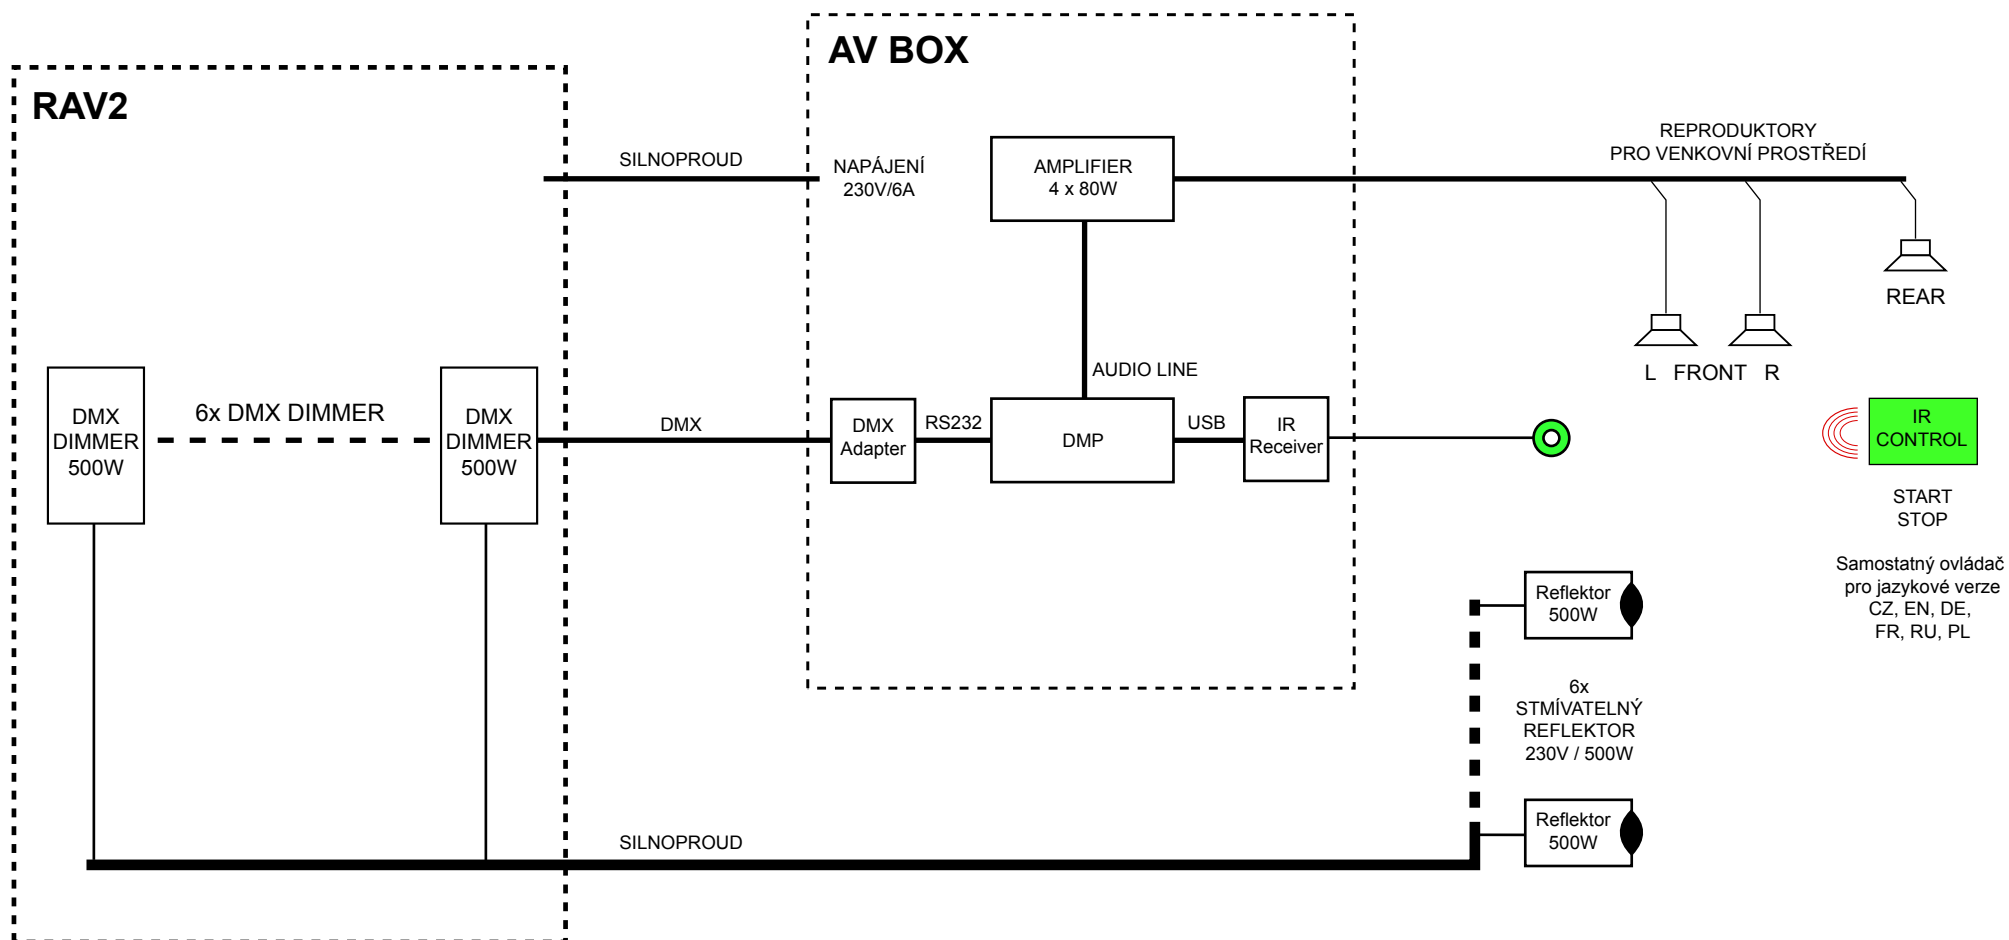 AV BOX
RAV2
SILNOPROUD
NAPÁJENÍ
230V/6A
AMPLIFIER
4 x 80W
REPRODUKTORY
PRO VENKOVNÍ PROSTŘEDÍ
REAR
L FRONT R
AUDIO LINE
DMX
DIMMER
500W
6x DMX DIMMER
DMX
DIMMER
500W
DMX
DMX
Adapter
RS232
DMP
USB
IR
Receiver
IR
CONTROL
START
STOP
Samostatný ovládač
pro jazykové verze
CZ, EN, DE,
FR, RU, PL
Reflektor
500W
6x
STMÍVATELNÝ
REFLEKTOR
230V / 500W
Reflektor
500W
SILNOPROUD